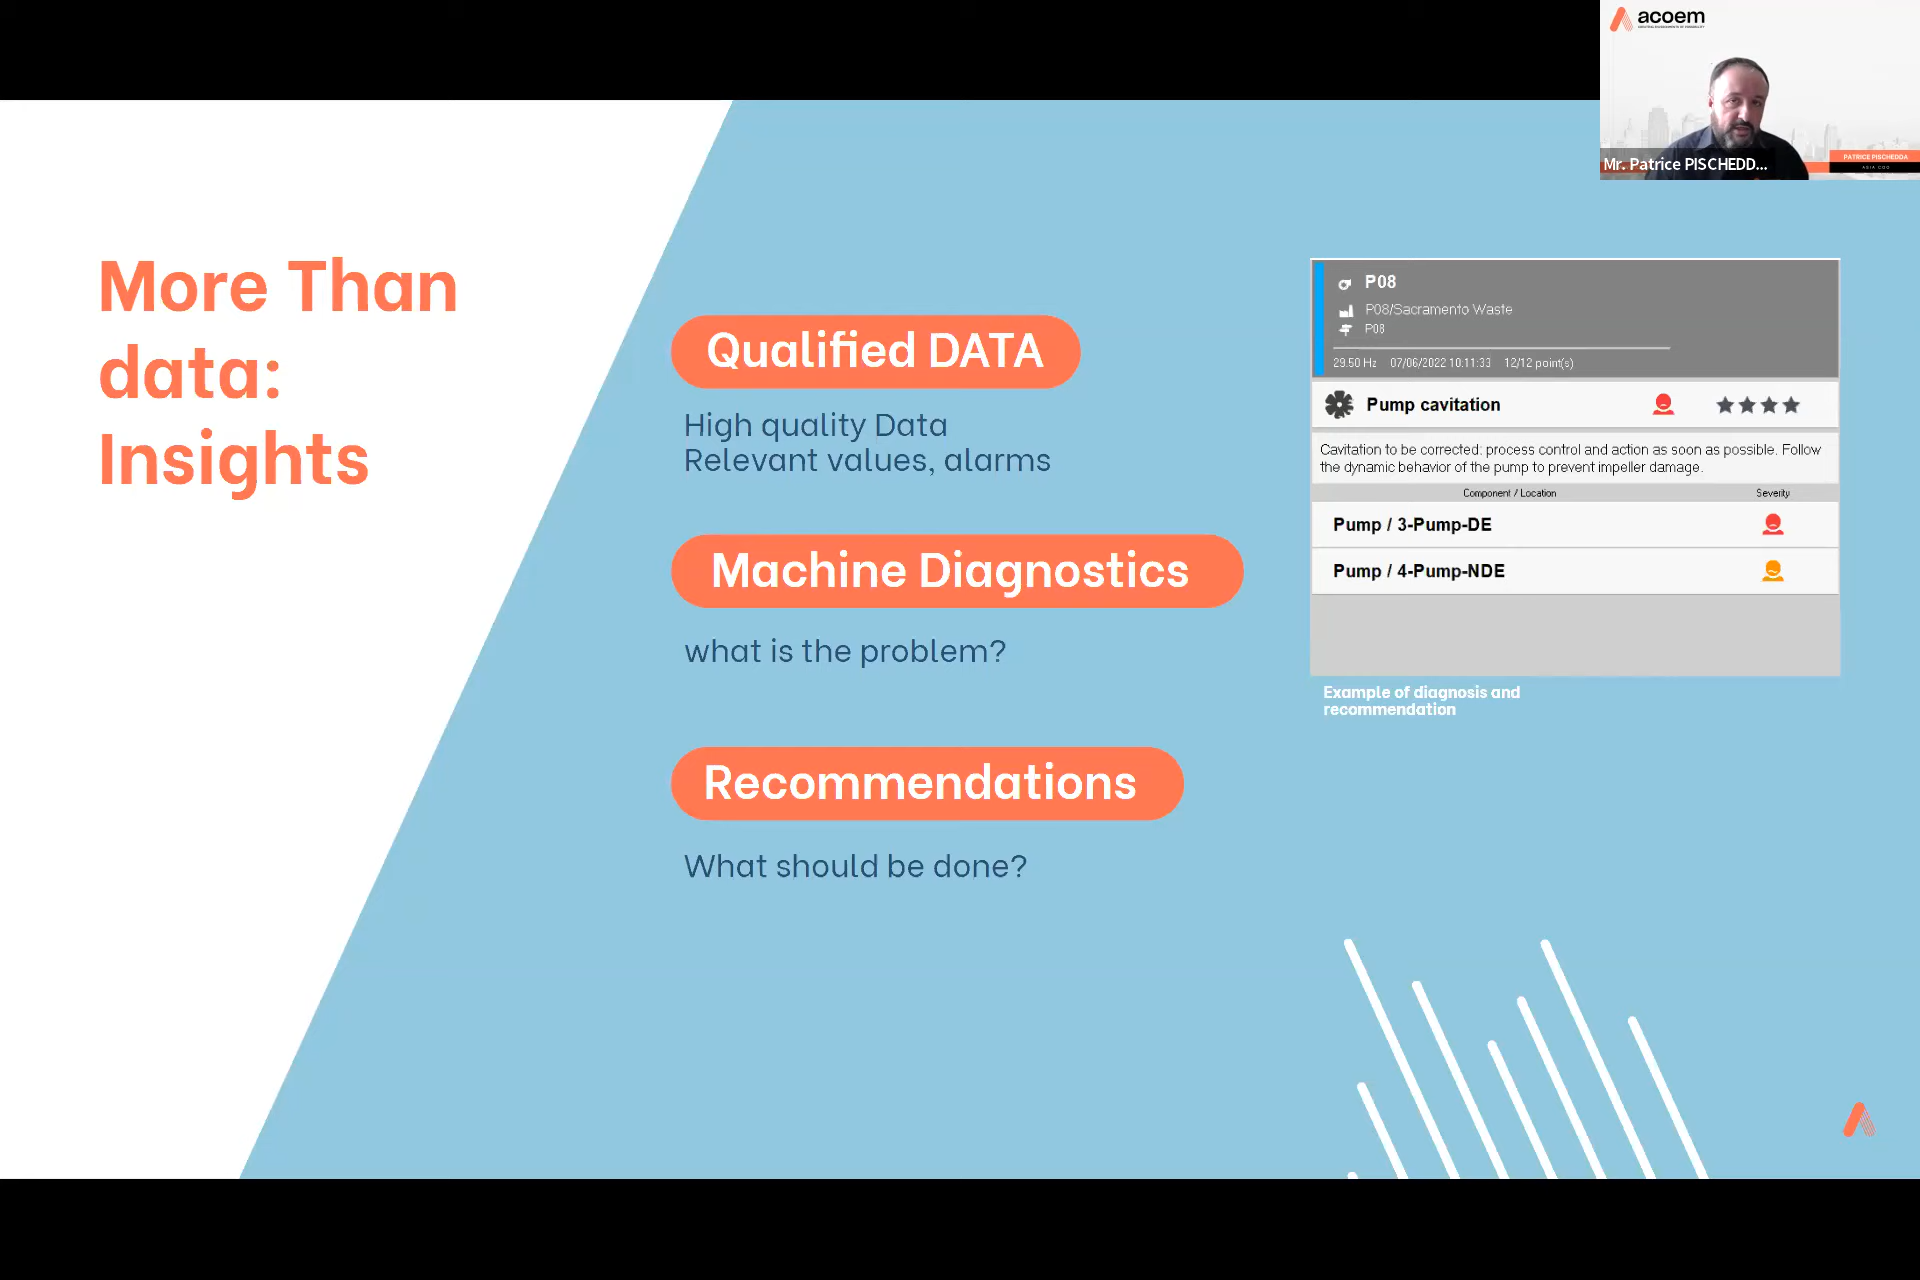 acoem
PATRICE PISCHEDDA
ASIA COO
Mr. Patrice PISCHEDD...
More Than
data:
Insights
Qualified DATA
High quality Data
Relevant values, alarms
Machine Diagnostics
what is the problem?
Recommendations
What should be done?
P08
P08/Sacramento Waste
P08
29.50 Hz 07/06/2022 10:11:33 12/12 point(s)
Pump cavitation
Cavitation to be corrected: process control and action as soon as possible. Follow
the dynamic behavior of the pump to prevent impeller damage.
Component / Location Severity
Pump / 3-Pump-DE
Pump / 4-Pump-NDE
Example of diagnosis and
recommendation